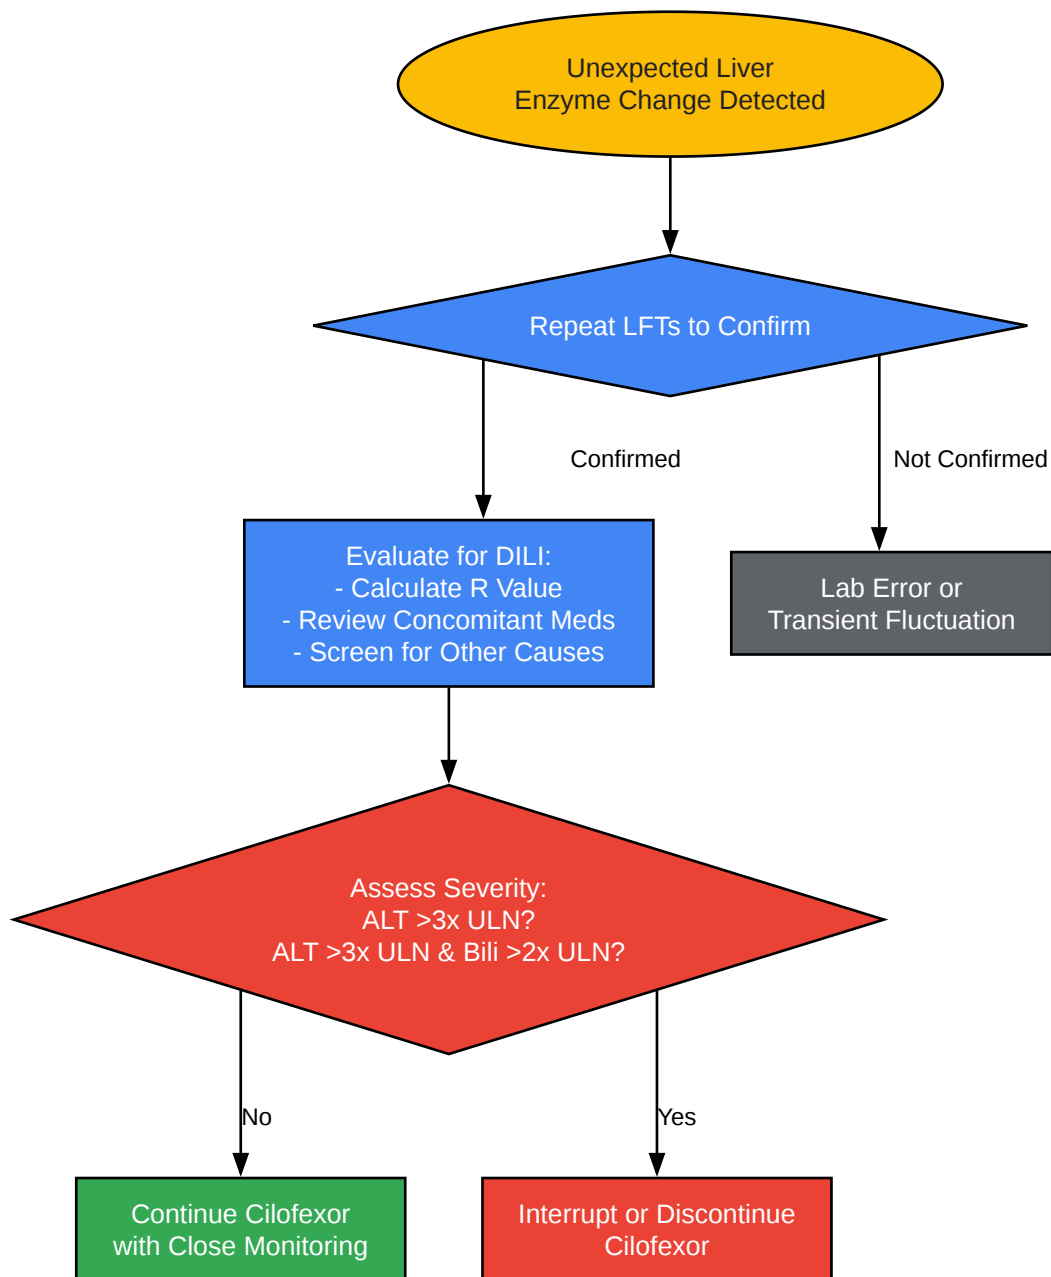 Unexpected Liver
Enzyme Change Detected
Repeat LFTs to Confirm
Confirmed
Not Confirmed
Evaluate for DILI:
- Calculate R Value
- Review Concomitant Meds
- Screen for Other Causes
Lab Error or
Transient Fluctuation
Assess Severity:
ALT >3x ULN?
ALT >3x ULN & Bili >2x ULN?
No
Yes
Continue Cilofexor
with Close Monitoring
Interrupt or Discontinue
Cilofexor